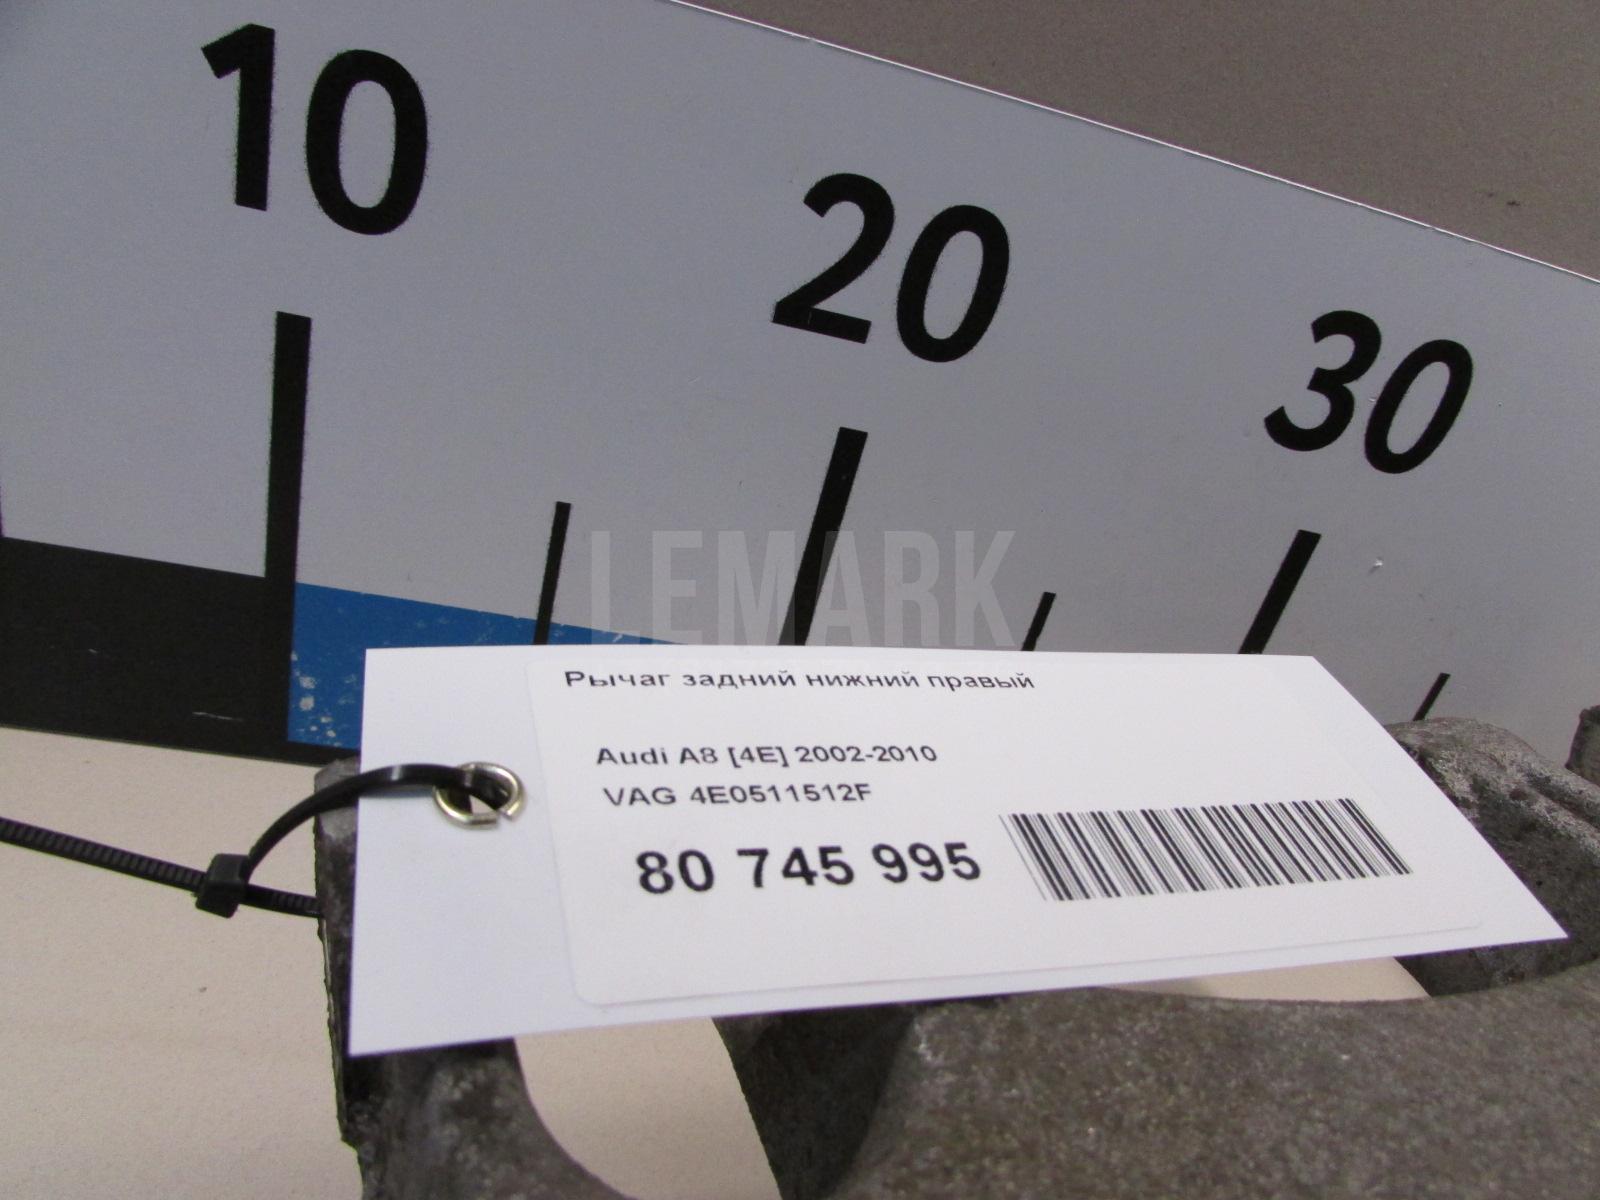 10
20
30
LEMARK
Рычаг задний нижний правый
Audi A8 [4E] 2002-2010
VAG 4E0511512F
80 745 995